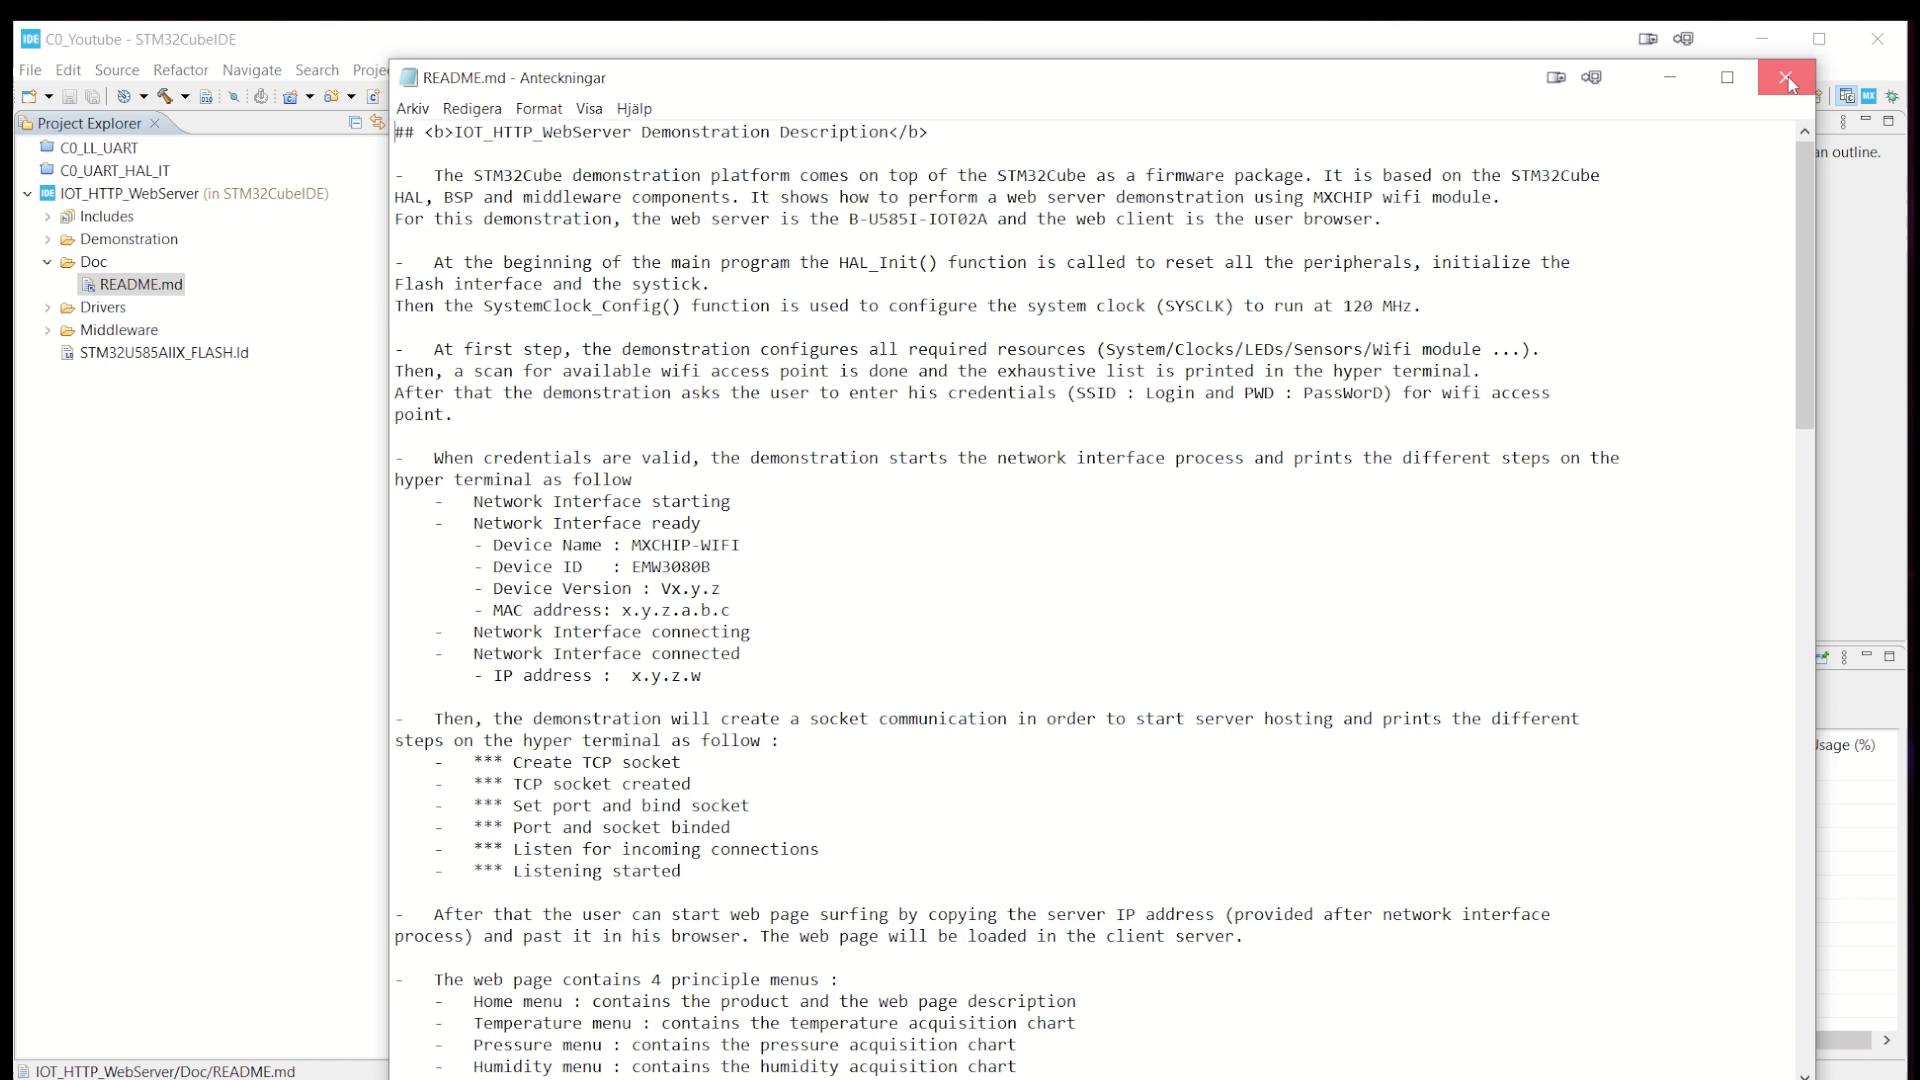 IDE C0_Youtube - STM32CubeIDE
File Edit Source Refactor Navigate Search
README.md - Anteckningar
Arkiv Redigera Format Visa Hjälp
Project Explorer
C0_LL_UART
C0_UART_HAL_IT
IDE IOT_HTTP_WebServer (in STM32CubeIDE)
Includes
Demonstration
Doc
README.md
Drivers
Middleware
STM32U585AIIX_FLASH.ld
## <b>IOT_HTTP_WebServer Demonstration Description</b>
- The STM32Cube demonstration platform comes on top of the STM32Cube as a firmware package. It is based on the STM32Cube
HAL, BSP and middleware components. It shows how to perform a web server demonstration using MXCHIP wifi module.
For this demonstration, the web server is the B-U585I-IOT02A and the web client is the user browser.
- At the beginning of the main program the HAL_Init() function is called to reset all the peripherals, initialize the
Flash interface and the systick.
Then the SystemClock_Config() function is used to configure the system clock (SYSCLK) to run at 120 MHz.
- At first step, the demonstration configures all required resources (System/Clocks/LEDs/Sensors/Wifi module ...).
Then, a scan for available wifi access point is done and the exhaustive list is printed in the hyper terminal.
After that the demonstration asks the user to enter his credentials (SSID : Login and PWD : PassWorD) for wifi access
point.
- When credentials are valid, the demonstration starts the network interface process and prints the different steps on the
hyper terminal as follow
- Network Interface starting
- Network Interface ready
- Device Name : MXCHIP-WIFI
- Device ID : EMW3080B
- Device Version : Vx.y.z
- MAC address: x.y.z.a.b.c
- Network Interface connecting
- Network Interface connected
- IP address : x.y.z.w
- Then, the demonstration will create a socket communication in order to start server hosting and prints the different
steps on the hyper terminal as follow :
- *** Create TCP socket
- *** TCP socket created
- *** Set port and bind socket
- *** Port and socket binded
- *** Listen for incoming connections
- *** Listening started
- After that the user can start web page surfing by copying the server IP address (provided after network interface
process) and past it in his browser. The web page will be loaded in the client server.
- The web page contains 4 principle menus :
- Home menu : contains the product and the web page description
- Temperature menu : contains the temperature acquisition chart
- Pressure menu : contains the pressure acquisition chart
- Humidity menu : contains the humidity acquisition chart
MX
an outline.
(%)
IOT_HTTP_WebServer/Doc/README.md